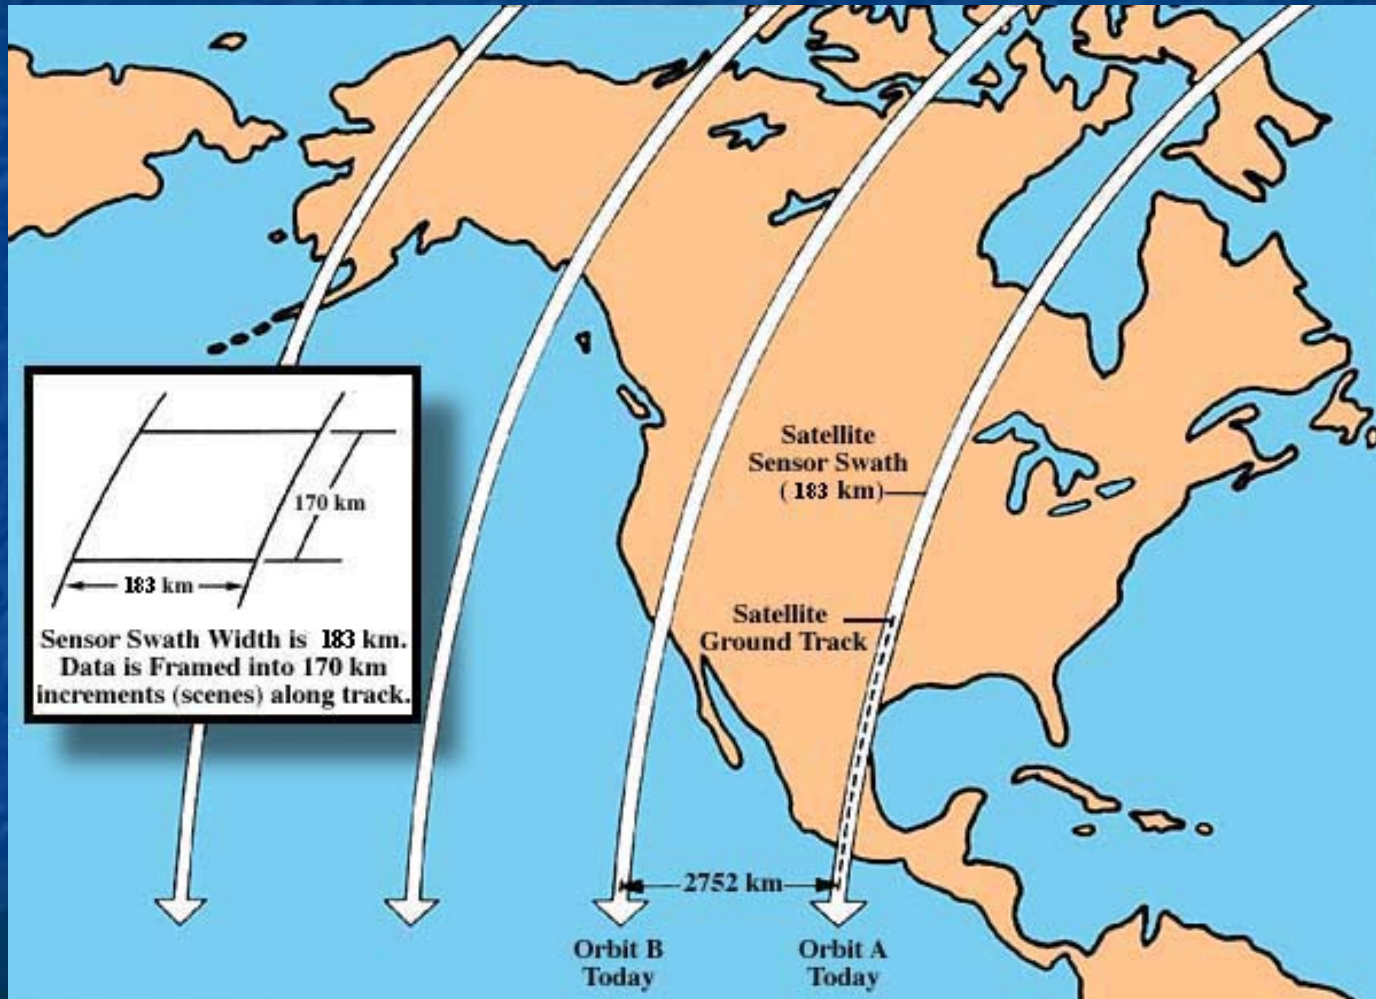 Satellite
Sensor Swath
( 183 km)
170 km
183 km
Sensor Swath Width is 183 km.
Data is Framed into 170 km
increments (scenes) along track.
Satellite
Ground Track
2752 km
Orbit B
Today
Orbit A
Today